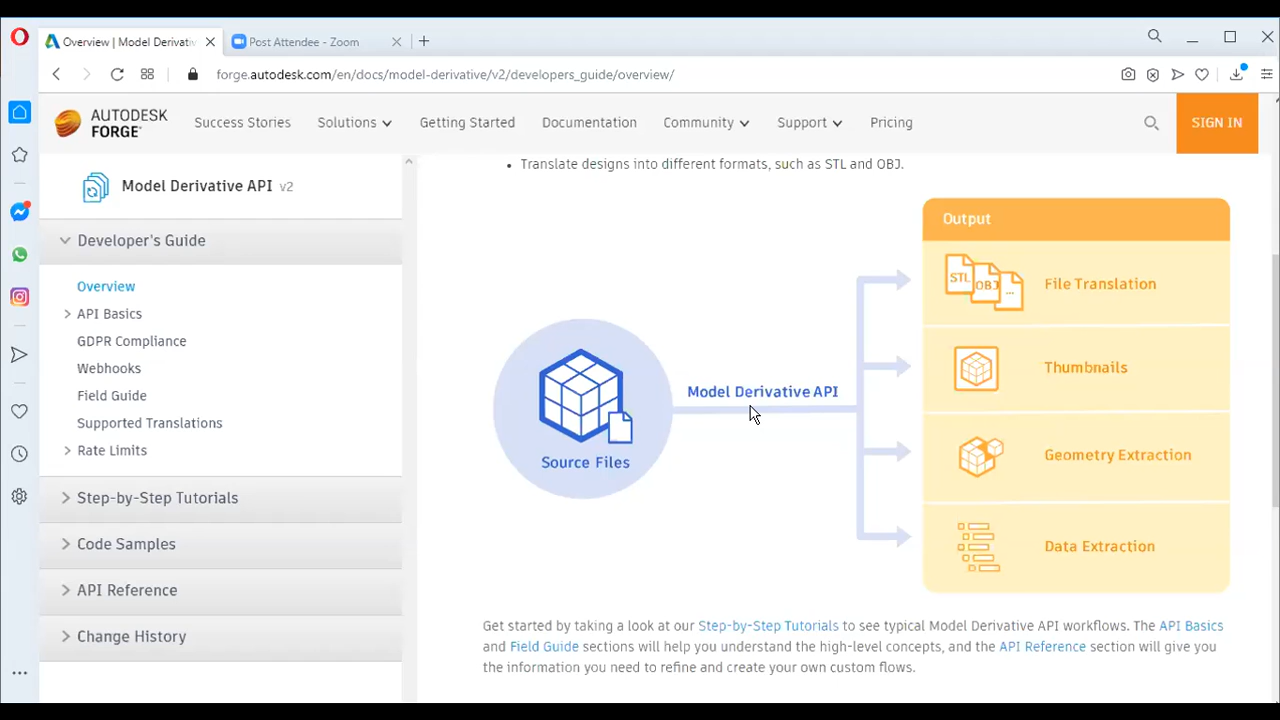 Overview | Model Derivativ
Post Attendee - Zoom
forge.autodesk.com/en/docs/model-derivative/v2/developers_guide/overview/
AUTODESK
FORGE
Success Stories
Solutions
Getting Started
Documentation
Community
Support
Pricing
SIGN IN
Model Derivative API v2
Developer's Guide
Overview
API Basics
GDPR Compliance
Webhooks
Field Guide
Supported Translations
Rate Limits
Step-by-Step Tutorials
Code Samples
API Reference
Change History
• Translate designs into different formats, such as STL and OBJ.
Source Files
Model Derivative API
Output
STL OBJ ...
File Translation
Thumbnails
Geometry Extraction
Data Extraction
Get started by taking a look at our Step-by-Step Tutorials to see typical Model Derivative API workflows. The API Basics
and Field Guide sections will help you understand the high-level concepts, and the API Reference section will give you
the information you need to refine and create your own custom flows.